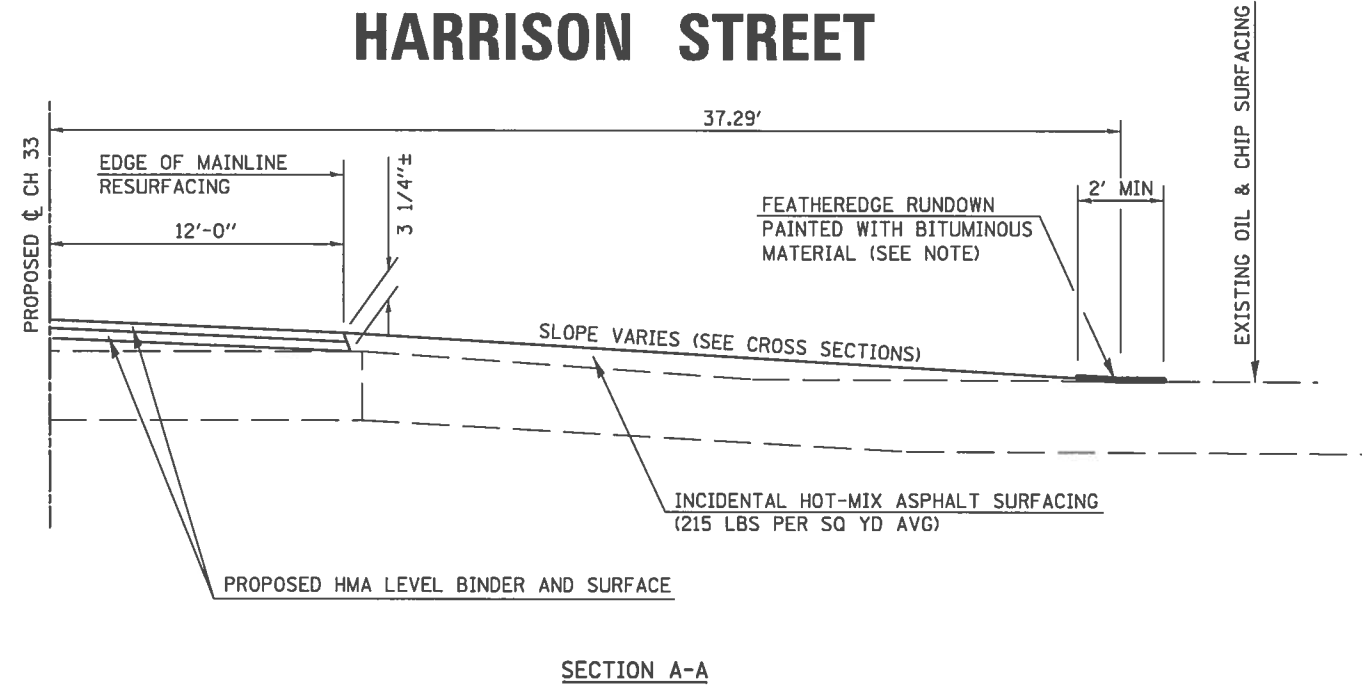 HARRISON STREET
37.29'
EXISTING OIL & CHIP SURFACING
PROPOSED ℄ CH 33
EDGE OF MAINLINE
RESURFACING
3 1/4"±
12'-0"
2' MIN
FEATHEREDGE RUNDOWN
PAINTED WITH BITUMINOUS
MATERIAL (SEE NOTE)
SLOPE VARIES (SEE CROSS SECTIONS)
INCIDENTAL HOT-MIX ASPHALT SURFACING
(215 LBS PER SQ YD AVG)
PROPOSED HMA LEVEL BINDER AND SURFACE
SECTION A-A